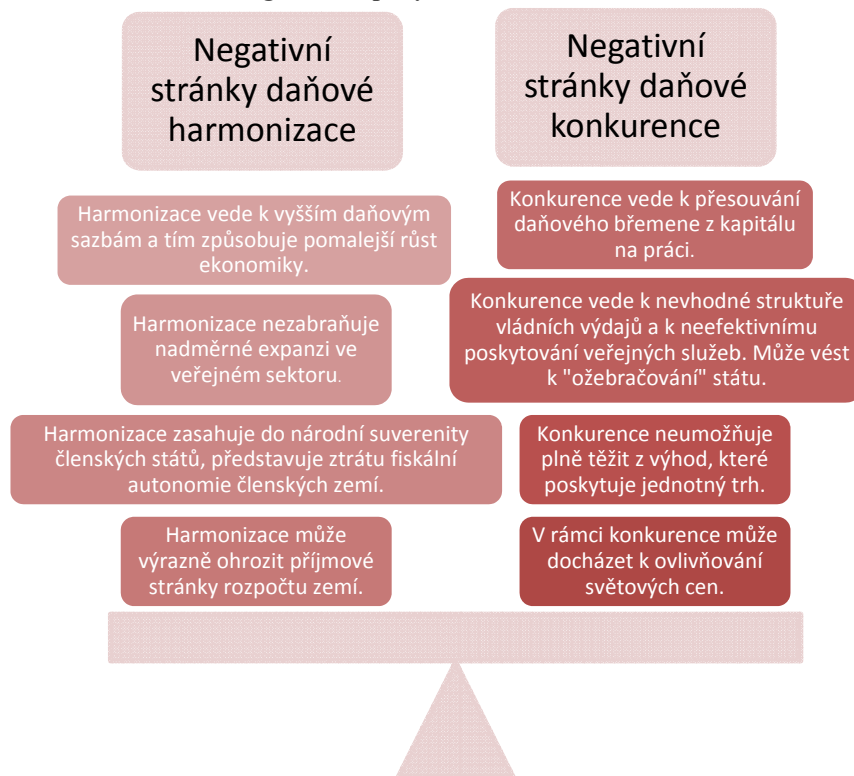 Negativní
stránky daňové
harmonizace
Harmonizace vede k vyšším daňovým
sazbám a tím způsobuje pomalejší růst
ekonomiky.
Harmonizace nezabraňuje
nadměrné expanzi ve
veřejném sektoru.
Harmonizace zasahuje do národní suverenity
členských států, představuje ztrátu fiskální
autonomie členských zemí.
Harmonizace může
výrazně ohrozit příjmové
stránky rozpočtu zemí.
Negativní
stránky daňové
konkurence
Konkurence vede k přesouvání
daňového břemene z kapitálu
na práci.
Konkurence vede k nevhodné struktuře
vládních výdajů a k neefektivnímu
poskytování veřejných služeb. Může vést
k "ožebračování" státu.
Konkurence neumožňuje
plně těžit z výhod, které
poskytuje jednotný trh.
V rámci konkurence může
docházet k ovlivňování
světových cen.